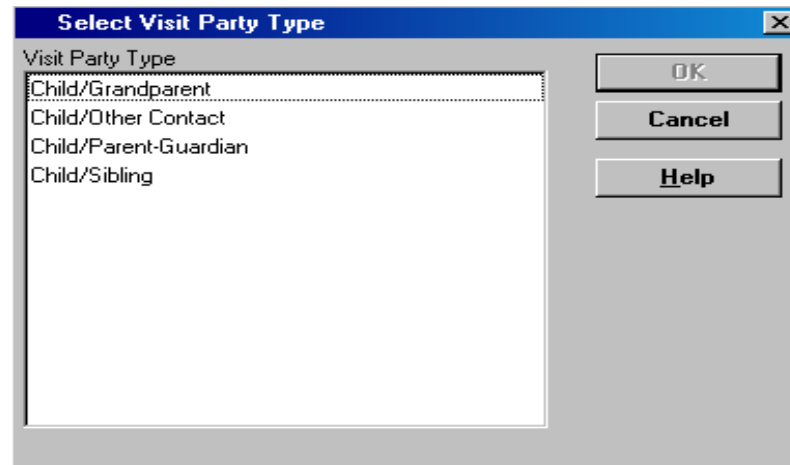 Select Visit Party Type
Visit Party Type
Child/Grandparent
Child/Other Contact
Child/Parent-Guardian
Child/Sibling
OK
Cancel
Help